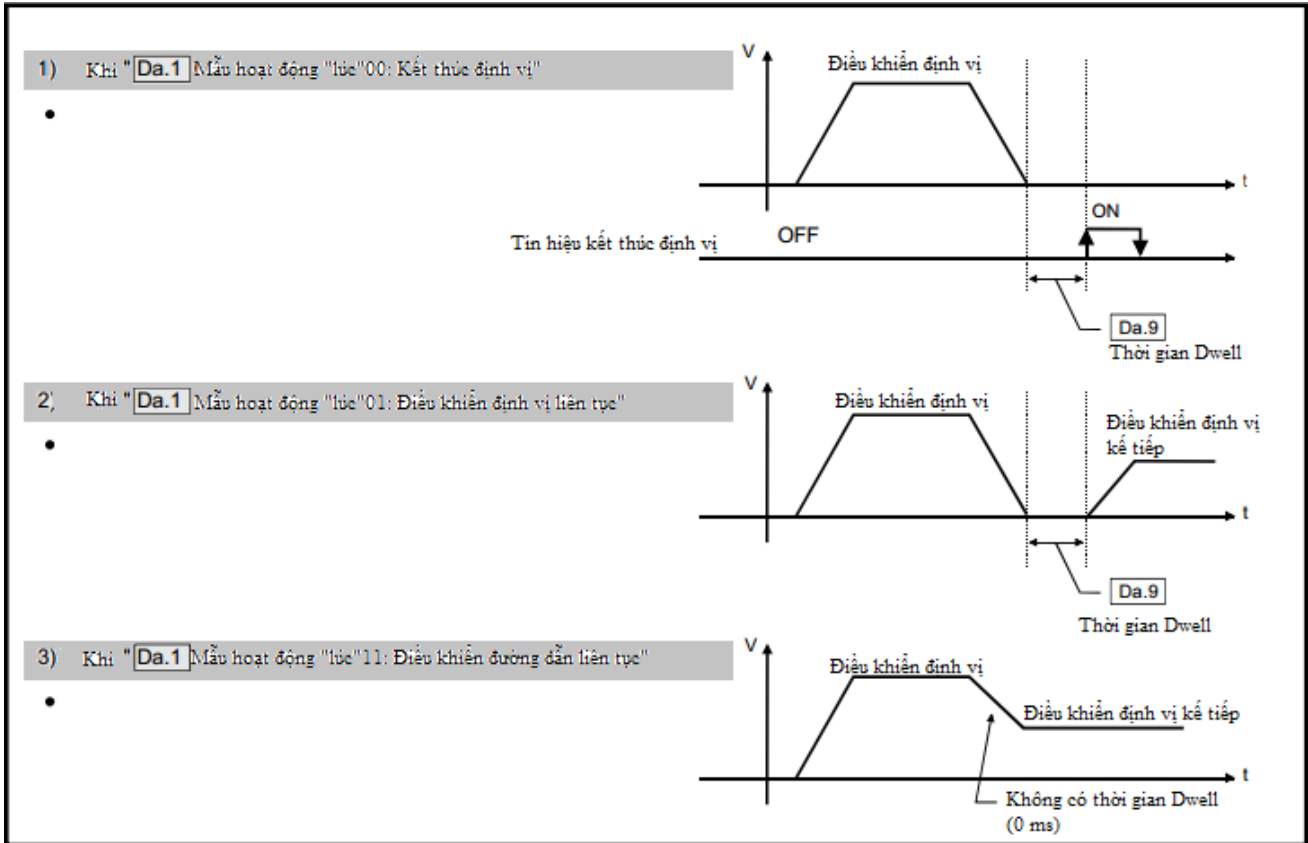 1) Khi "Da.1 Mẫu hoạt động "lúc"00: Kết thúc định vị"
•
V
Điều khiển định vị
t
ON
OFF
Tín hiệu kết thúc định vị
Da.9
Thời gian Dwell
2) Khi "Da.1 Mẫu hoạt động "lúc"01: Điều khiển định vị liên tục"
•
V
Điều khiển định vị
Điều khiển định vị
kế tiếp
t
Da.9
Thời gian Dwell
3) Khi "Da.1 Mẫu hoạt động "lúc"11: Điều khiển đường dẫn liên tục"
•
V
Điều khiển định vị
Điều khiển định vị kế tiếp
t
Không có thời gian Dwell
(0 ms)